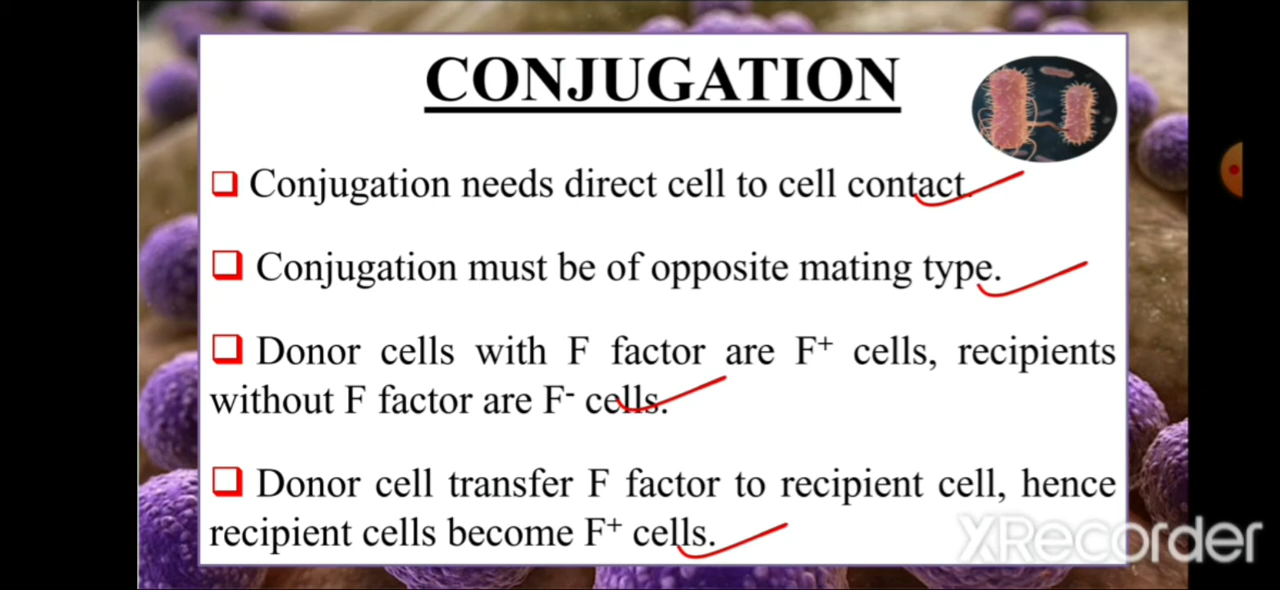 CONJUGATION
Conjugation needs direct cell to cell contact.
Conjugation must be of opposite mating type.
Donor cells with F factor are F⁺ cells, recipients
without F factor are F⁻ cells.
Donor cell transfer F factor to recipient cell, hence
recipient cells become F⁺ cells.
XRecorder